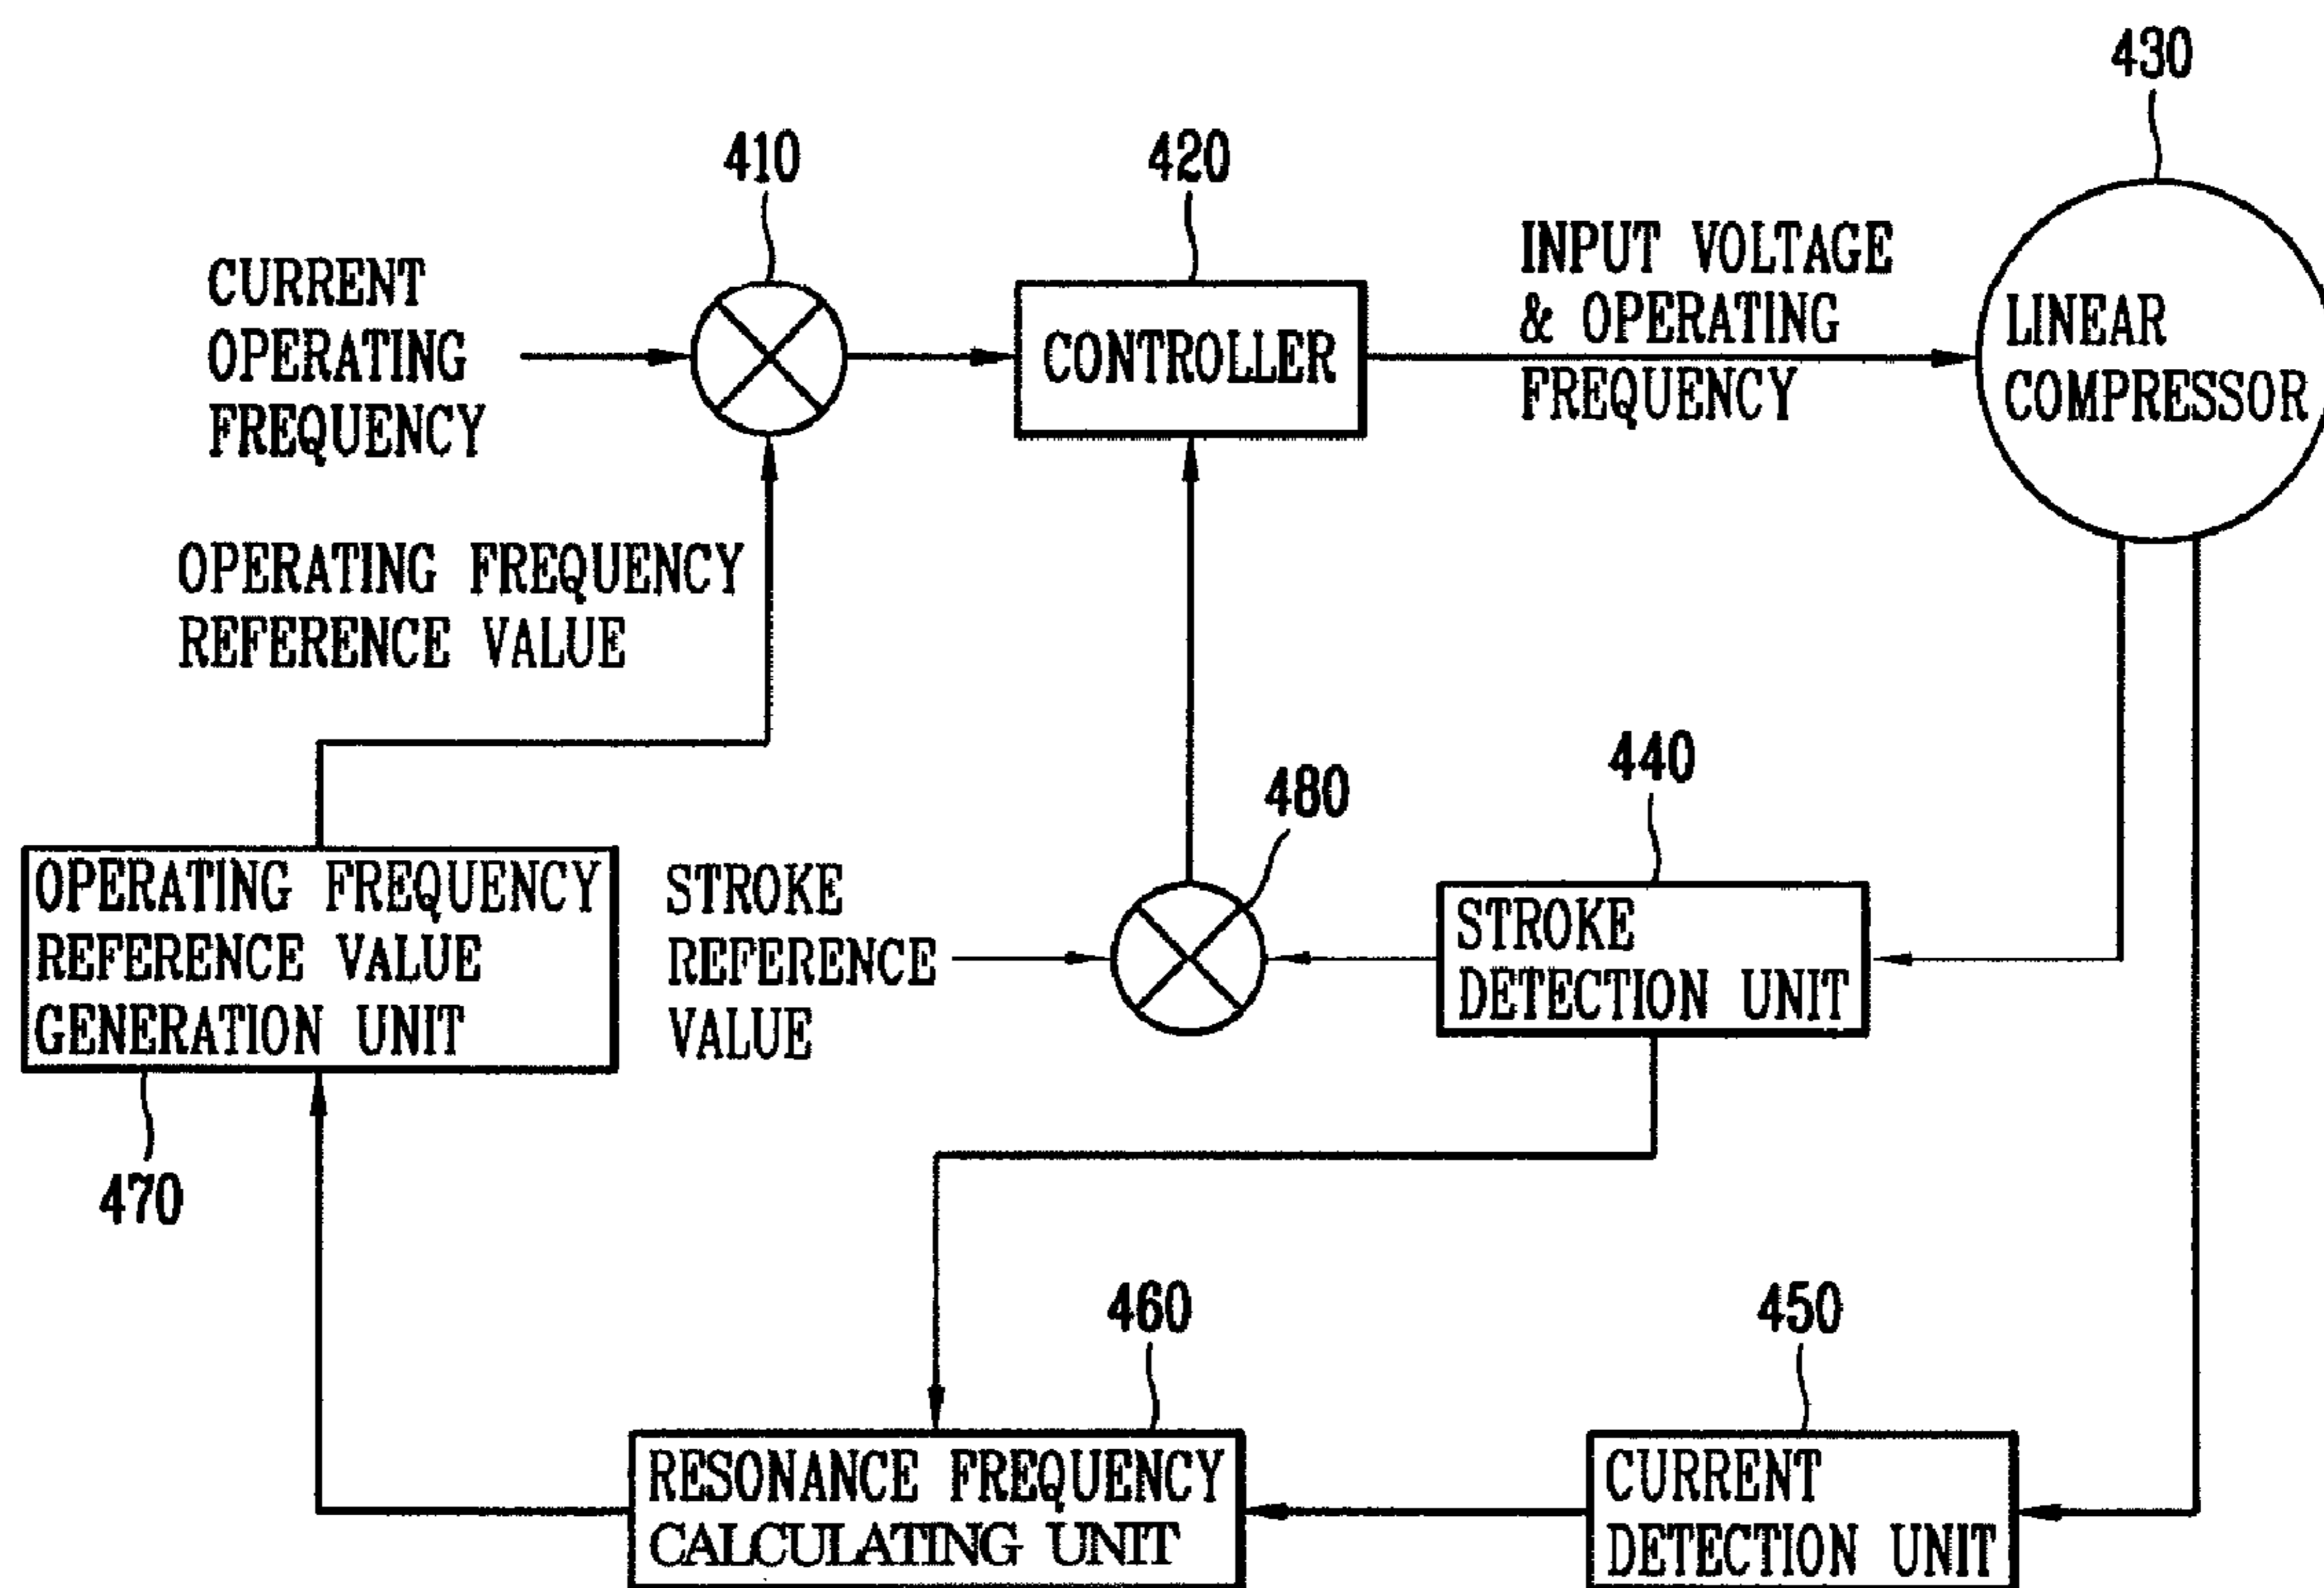 430
410
420
CURRENT
OPERATING
FREQUENCY
CONTROLLER
INPUT VOLTAGE
& OPERATING
FREQUENCY
LINEAR
COMPRESSOR
OPERATING FREQUENCY
REFERENCE VALUE
440
480
OPERATING FREQUENCY
REFERENCE VALUE
GENERATION UNIT
STROKE
REFERENCE
VALUE
STROKE
DETECTION UNIT
470
460
450
RESONANCE FREQUENCY
CALCULATING UNIT
CURRENT
DETECTION UNIT